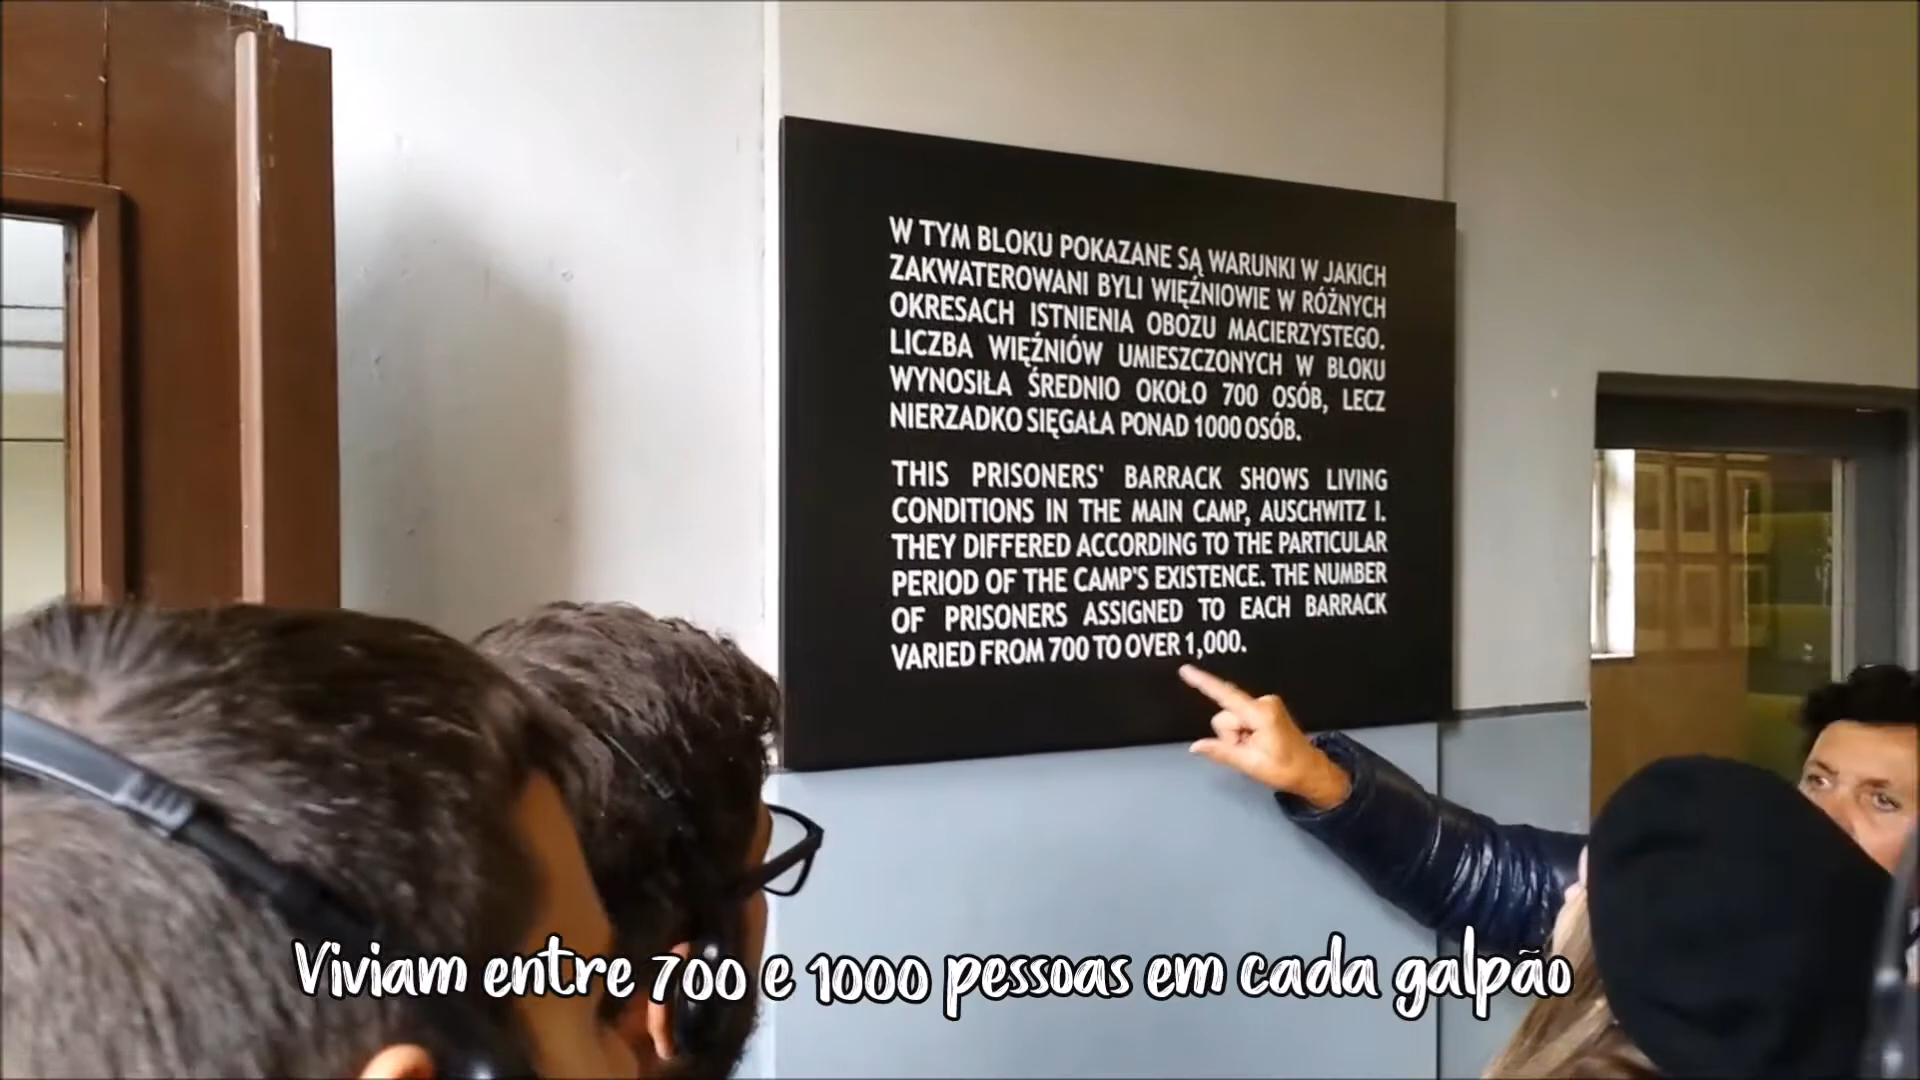 W TYM BLOKU POKAZANE SĄ WARUNKI W JAKICH
ZAKWATEROWANI BYLI WIĘŹNIOWIE W RÓŻNYCH
OKRESACH ISTNIENIA OBOZU MACIERZYSTEGO.
LICZBA WIĘŹNIÓW UMIESZCZONYCH W BLOKU
WYNOSIŁA ŚREDNIO OKOŁO 700 OSÓB, LECZ
NIERZADKO SIĘGAŁA PONAD 1000 OSÓB.
THIS PRISONERS' BARRACK SHOWS LIVING
CONDITIONS IN THE MAIN CAMP, AUSCHWITZ I.
THEY DIFFERED ACCORDING TO THE PARTICULAR
PERIOD OF THE CAMP'S EXISTENCE. THE NUMBER
OF PRISONERS ASSIGNED TO EACH BARRACK
VARIED FROM 700 TO OVER 1,000.
Viviam entre 700 e 1000 pessoas em cada galpão